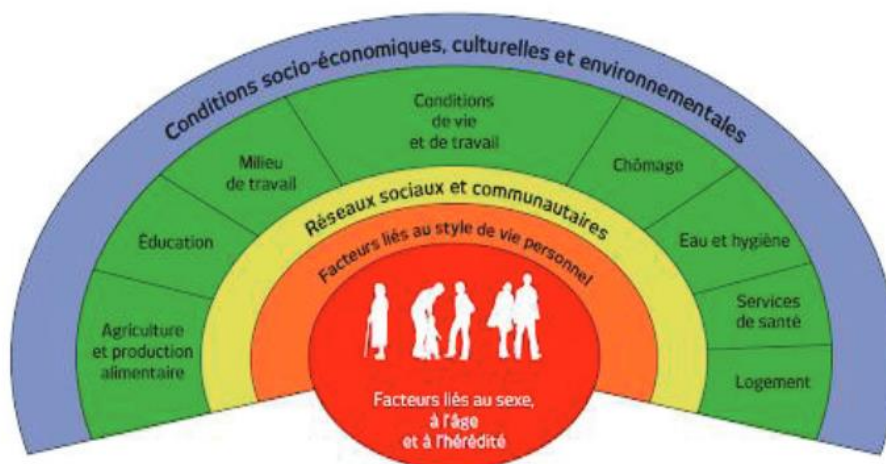 Conditions socio-économiques, culturelles et environnementales
Conditions
de vie
et de travail
Milieu
de travail
Chômage
Réseaux sociaux et communautaires
Éducation
Eau et hygiène
Facteurs liés au style de vie personnel
Agriculture
et production
alimentaire
Services
de santé
Logement
Facteurs liés au sexe,
à l'âge
et à l'hérédité